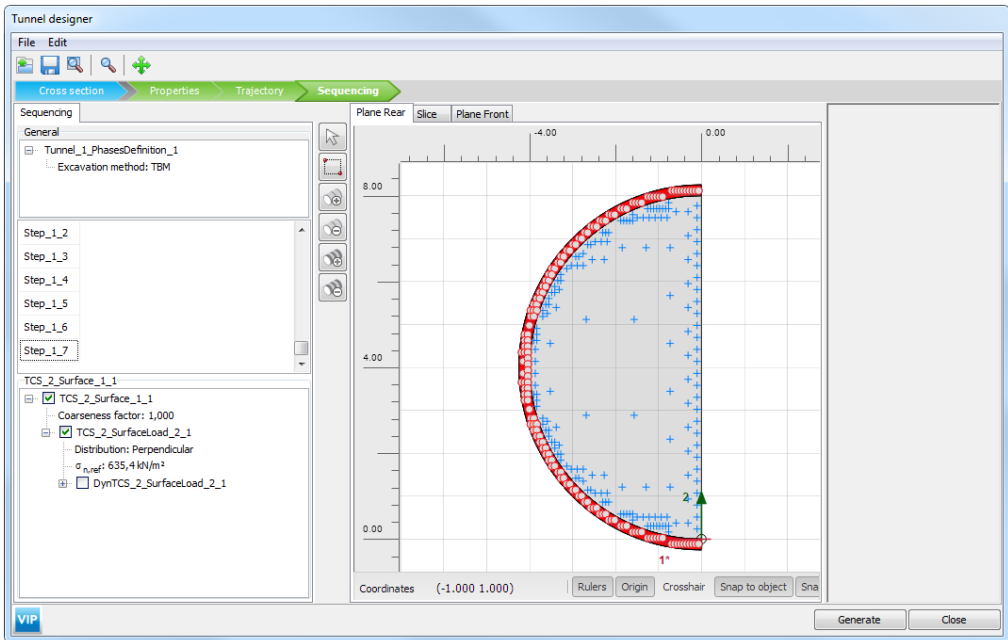 Tunnel designer
File Edit
Cross section Properties Trajectory Sequencing
Sequencing
General
Tunnel_1_PhasesDefinition_1
Excavation method: TBM
Step_1_2
Step_1_3
Step_1_4
Step_1_5
Step_1_6
Step_1_7
TCS_2_Surface_1_1
TCS_2_Surface_1_1
Coarseness factor: 1,000
TCS_2_SurfaceLoad_2_1
Distribution: Perpendicular
σ n,ref: 635,4 kN/m²
DynTCS_2_SurfaceLoad_2_1
Plane Rear Slice Plane Front
-4.00 0.00
8.00
4.00
0.00
2
1*
Coordinates (-1.000 1.000) Rulers Origin Crosshair Snap to object Sna
VIP
Generate Close